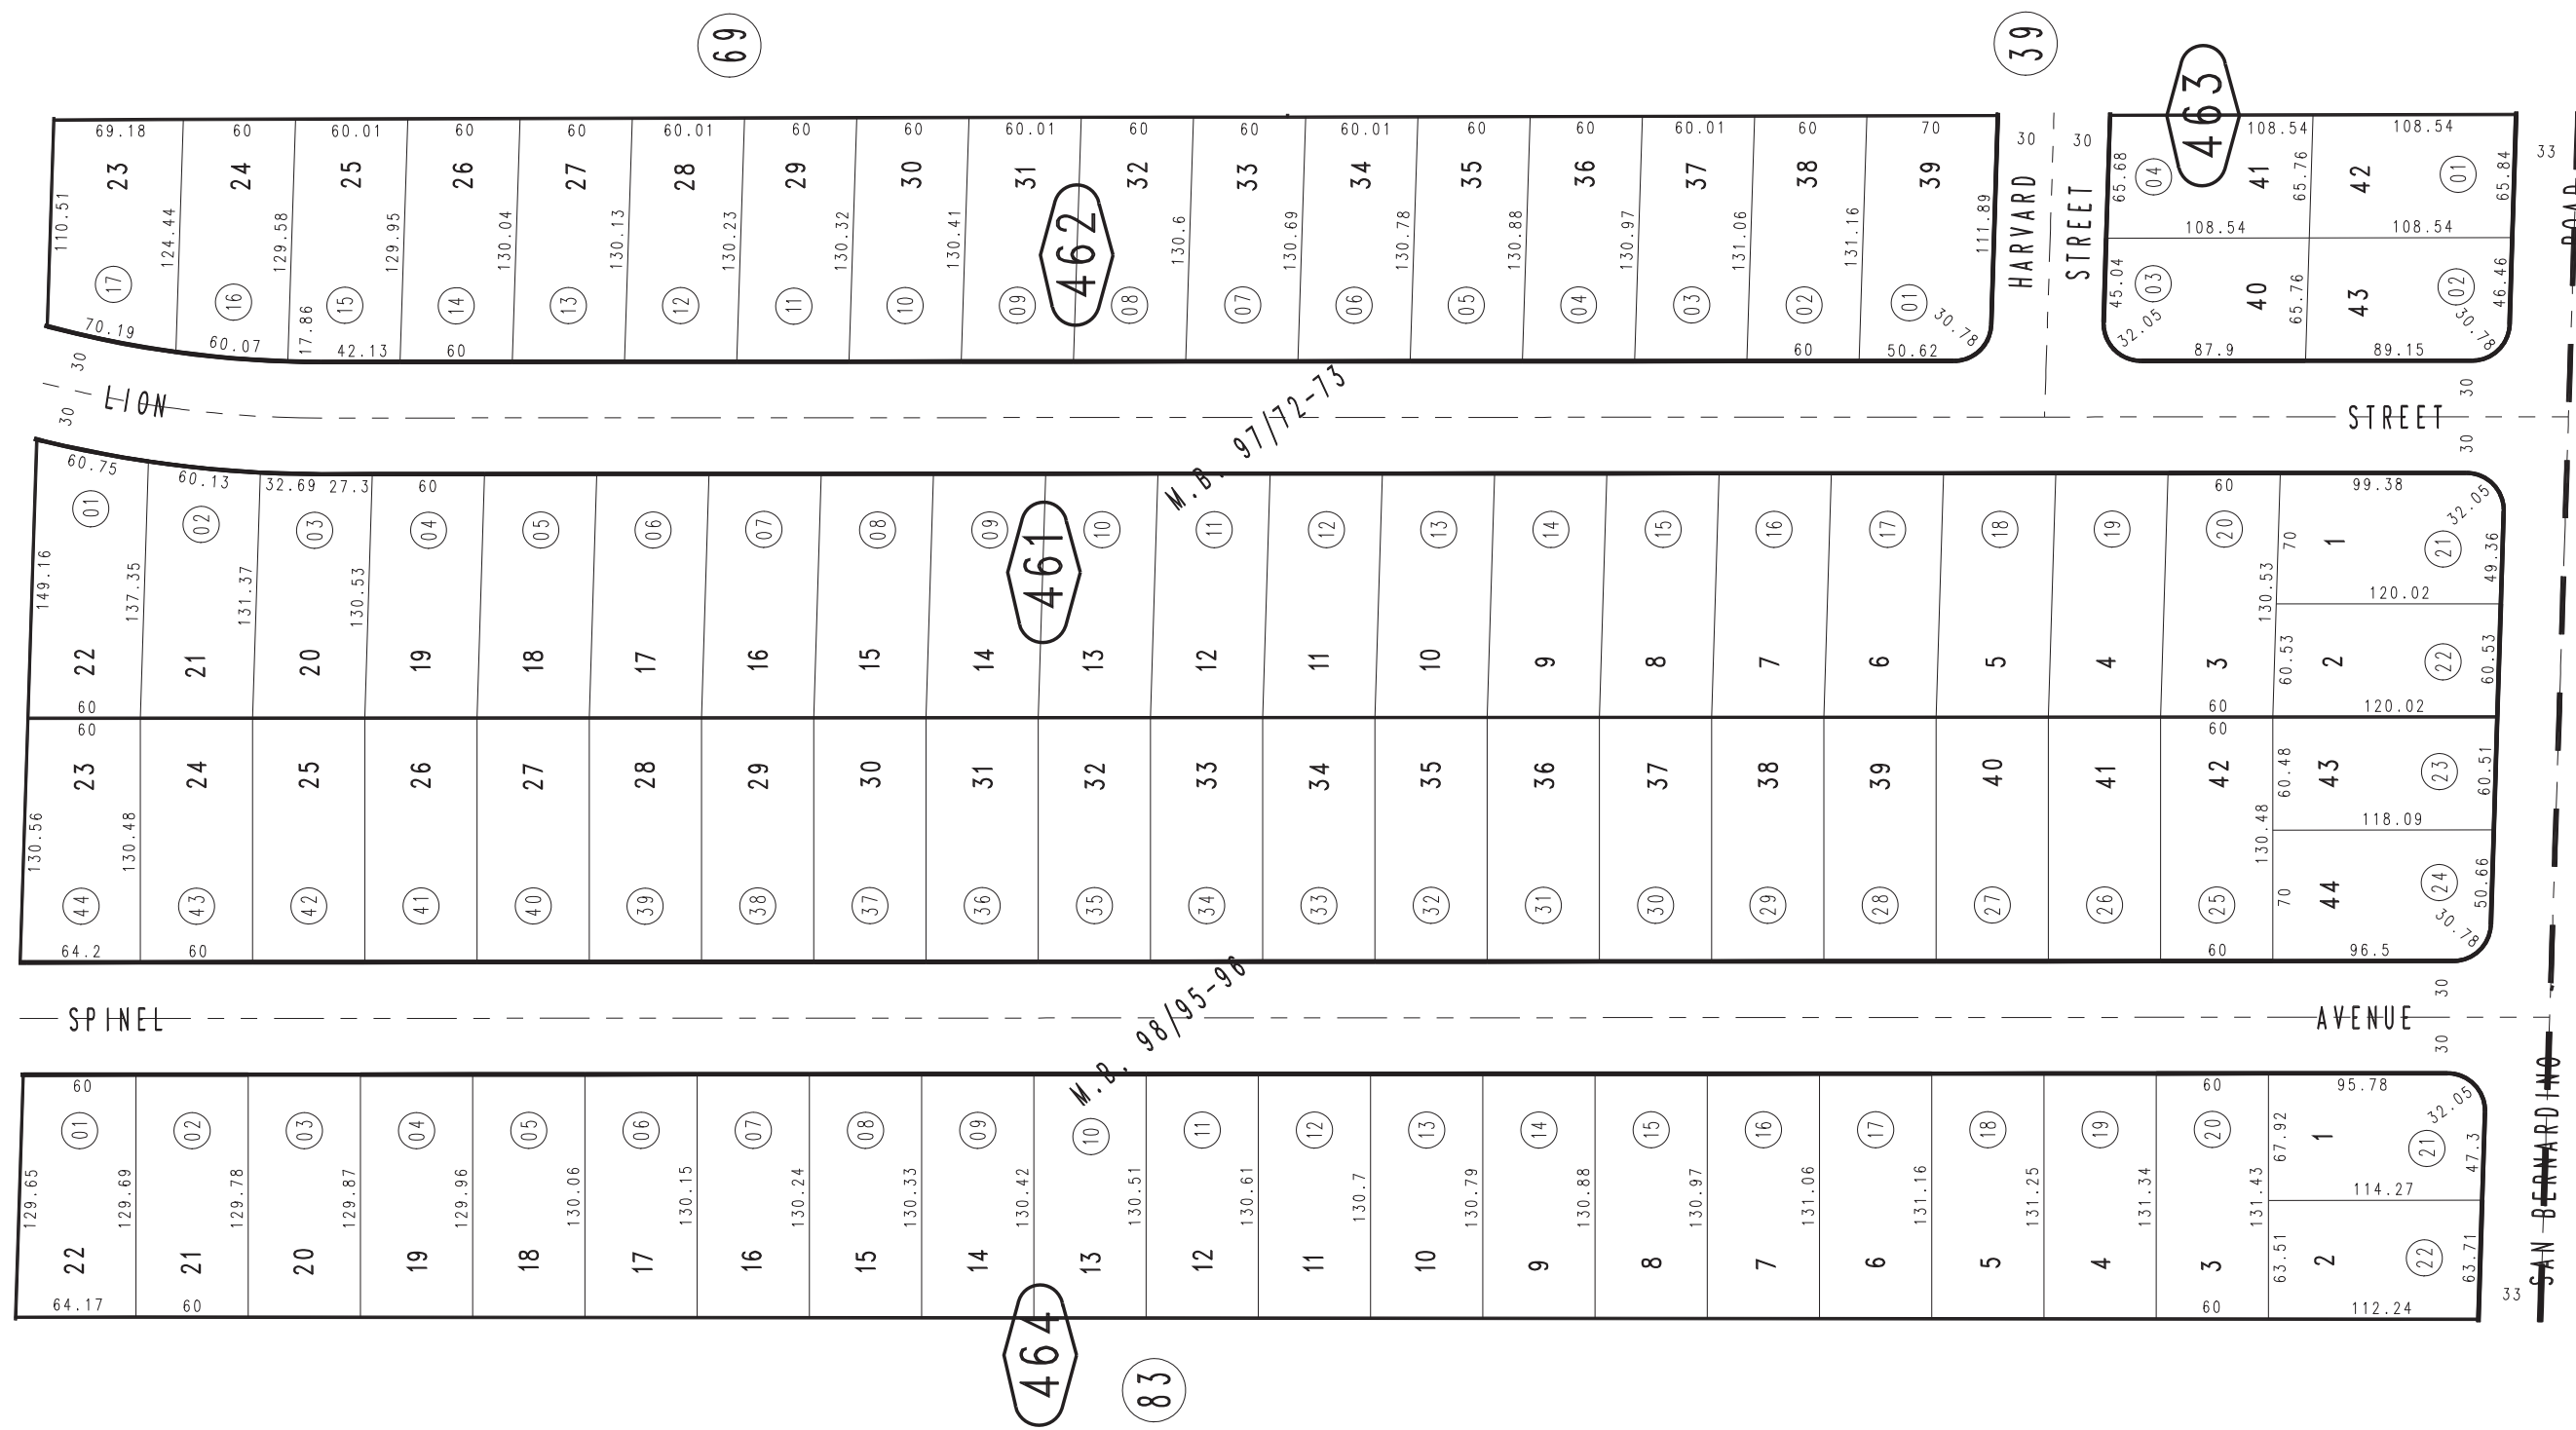 69
39
463
69.18 60 60.01 60 60 60.01 60 60 60.01 60 60 60.01 60 60 60.01 60 70 30 30 108.54 108.54 33
23 24 25 26 27 28 29 30 31 32 33 34 35 36 37 38 39 41 42
04 01
65.68 65.76 65.84
110.51 124.44 129.58 129.95 130.04 130.13 130.23 130.32 130.41 130.6 130.69 130.78 130.88 130.97 131.06 131.16 111.89
462
HARVARD STREET
108.54 108.54
17 16 15 14 13 12 11 10 09 08 07 06 05 04 03 02 01
45.04 03 40 65.76 43 02 46.46
70.19 60.07 17.86 42.13 60 60 50.62 30.78 32.05 87.9 89.15 30.78
30 30
LION STREET
30 30
M.B. 97/72-73
60.75 60.13 32.69 27.3 60 60 99.38 32.05
01 02 03 04 05 06 07 08 09 10 11 12 13 14 15 16 17 18 19 20 70 1 21 49.36
461
149.16 137.35 131.37 130.53 130.53 120.02
22 21 20 19 18 17 16 15 14 13 12 11 10 9 8 7 6 5 4 3 60.53 2 22 60.53
60 60 120.02
60 60
23 24 25 26 27 28 29 30 31 32 33 34 35 36 37 38 39 40 41 42 60.48 43 23 60.51
130.56 130.48 130.48 118.09
44 43 42 41 40 39 38 37 36 35 34 33 32 31 30 29 28 27 26 25 70 44 24 50.66
64.2 60 60 96.5 30.78
30
SPINEL AVENUE
30
M.B. 98/95-96
60 60 95.78 32.05
01 02 03 04 05 06 07 08 09 10 11 12 13 14 15 16 17 18 19 20 67.92 1 21 47.3
129.65 129.69 129.78 129.87 129.96 130.06 130.15 130.24 130.33 130.42 130.51 130.61 130.7 130.79 130.88 130.97 131.06 131.16 131.25 131.34 131.43 114.27
22 21 20 19 18 17 16 15 14 13 12 11 10 9 8 7 6 5 4 3 63.51 2 22 63.71
64.17 60 60 112.24 33
SAN BERNARDINO ROAD
464
83